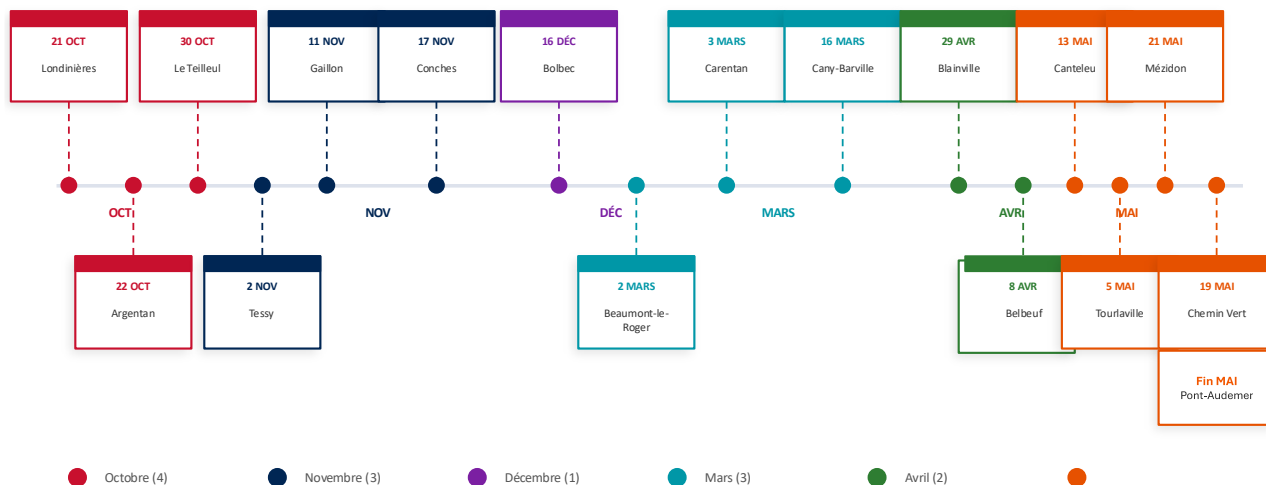 21 OCT
Londinières
30 OCT
Le Teilleul
11 NOV
Gaillon
17 NOV
Conches
16 DÉC
Bolbec
3 MARS
Carentan
16 MARS
Cany-Barville
29 AVR
Blainville
13 MAI
Canteleu
21 MAI
Mézidon
OCT
NOV
DÉC
MARS
AVRI
MAI
22 OCT
Argentan
2 NOV
Tessy
2 MARS
Beaumont-le-
Roger
8 AVR
Belbeuf
5 MAI
Tourlaville
19 MAI
Chemin Vert
Fin MAI
Pont-Audemer
Octobre (4)
Novembre (3)
Décembre (1)
Mars (3)
Avril (2)